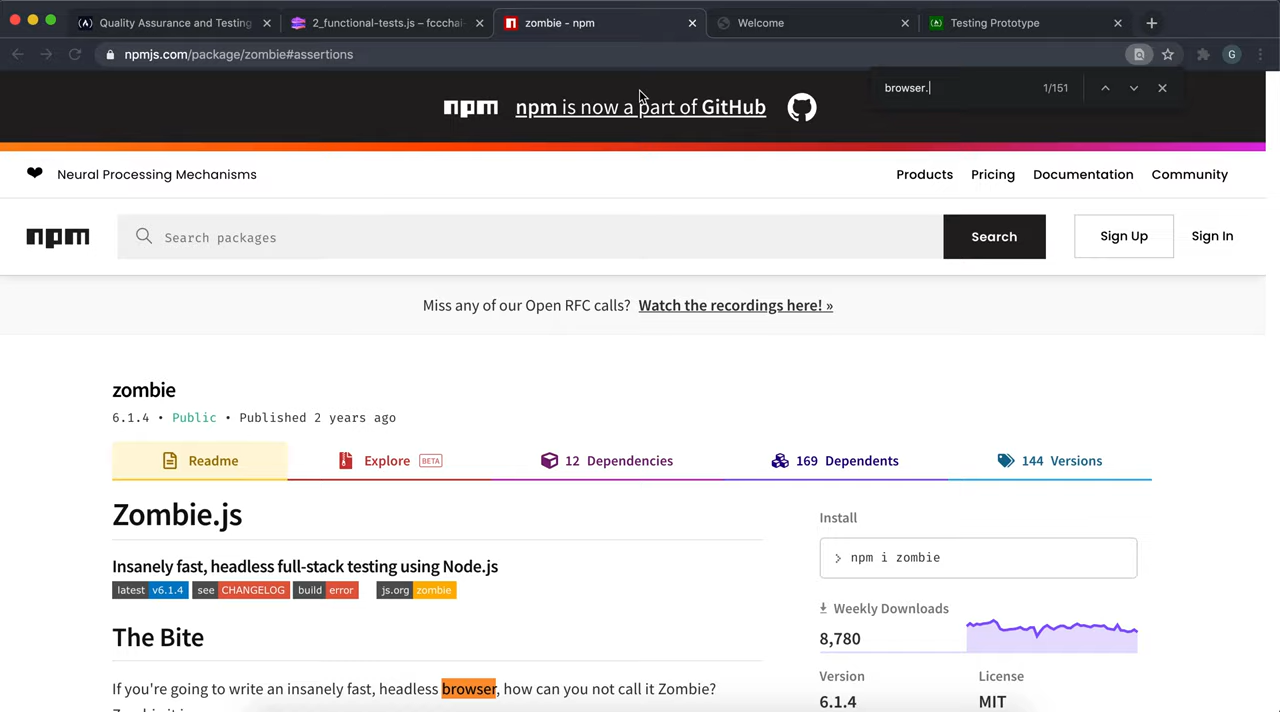 Quality Assurance and Testing
2_functional-tests.js – fcchai
zombie - npm
Welcome
Testing Prototype
npmjs.com/package/zombie#assertions
G
browser.
1/151
npm
npm is now a part of GitHub
Neural Processing Mechanisms
Products
Pricing
Documentation
Community
npm
Search packages
Search
Sign Up
Sign In
Miss any of our Open RFC calls? Watch the recordings here! »
zombie
6.1.4 • Public • Published 2 years ago
Readme
Explore BETA
12 Dependencies
169 Dependents
144 Versions
Zombie.js
Insanely fast, headless full-stack testing using Node.js
latest v6.1.4 see CHANGELOG build error js.org zombie
The Bite
If you're going to write an insanely fast, headless browser, how can you not call it Zombie?
Install
> npm i zombie
Weekly Downloads
8,780
Version
License
6.1.4
MIT